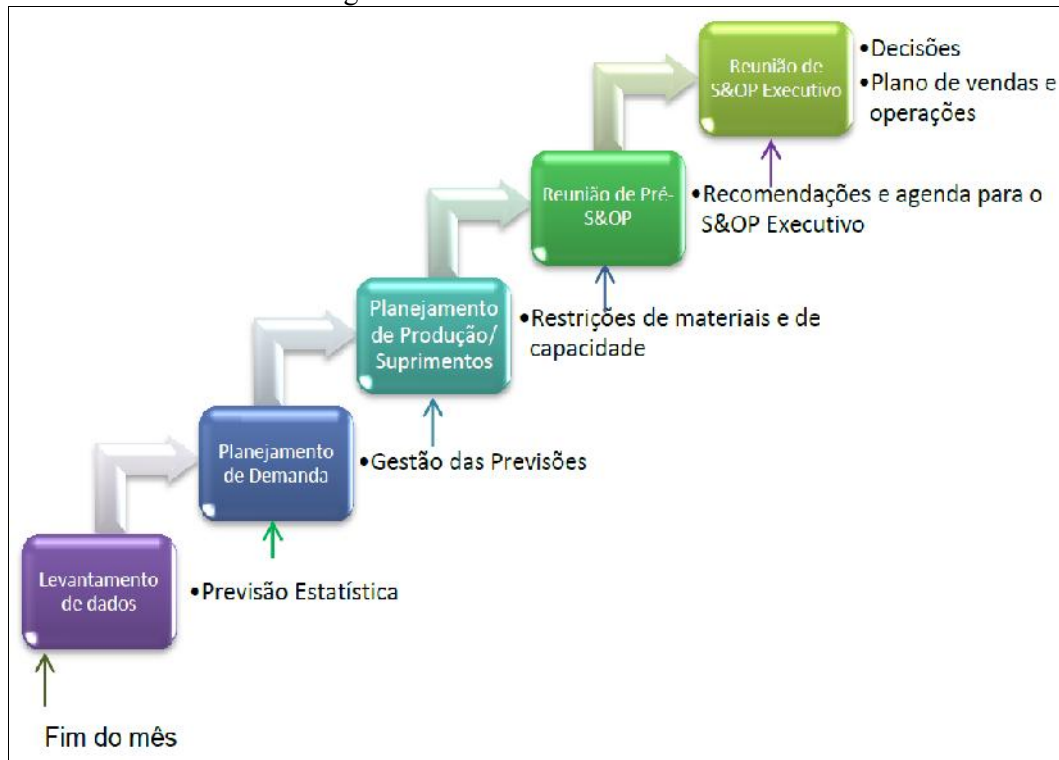 Reunião de
S&OP Executivo
•Decisões
•Plano de vendas e
operações
Reunião de Pré-
S&OP
•Recomendações e agenda para o
S&OP Executivo
Planejamento
de Produção/
Suprimentos
•Restrições de materiais e de
capacidade
Planejamento
de Demanda
•Gestão das Previsões
Levantamento
de dados
•Previsão Estatística
Fim do mês